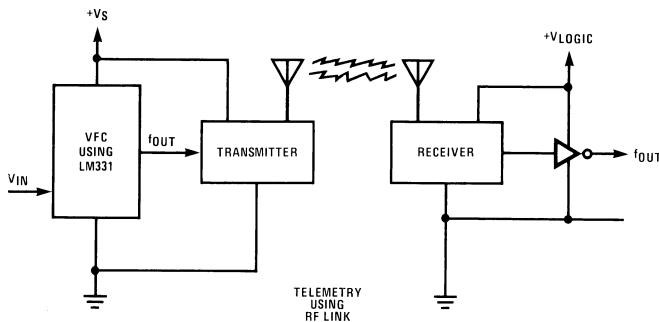 +VS
+VLOGIC
VFC
USING
LM331
fOUT
TRANSMITTER
RECEIVER
fOUT
VIN
TELEMETRY
USING
RF LINK